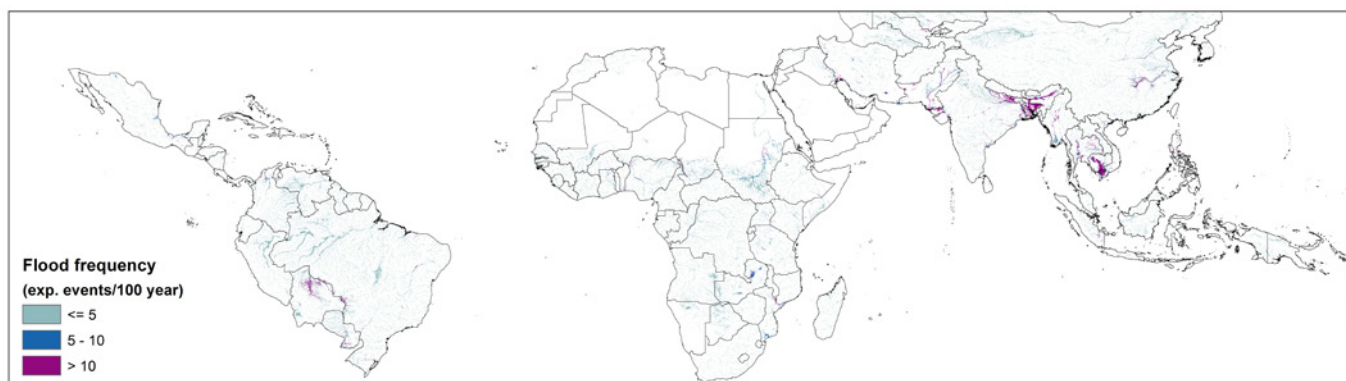 Flood frequency
(exp. events/100 year)
<= 5
5 - 10
> 10